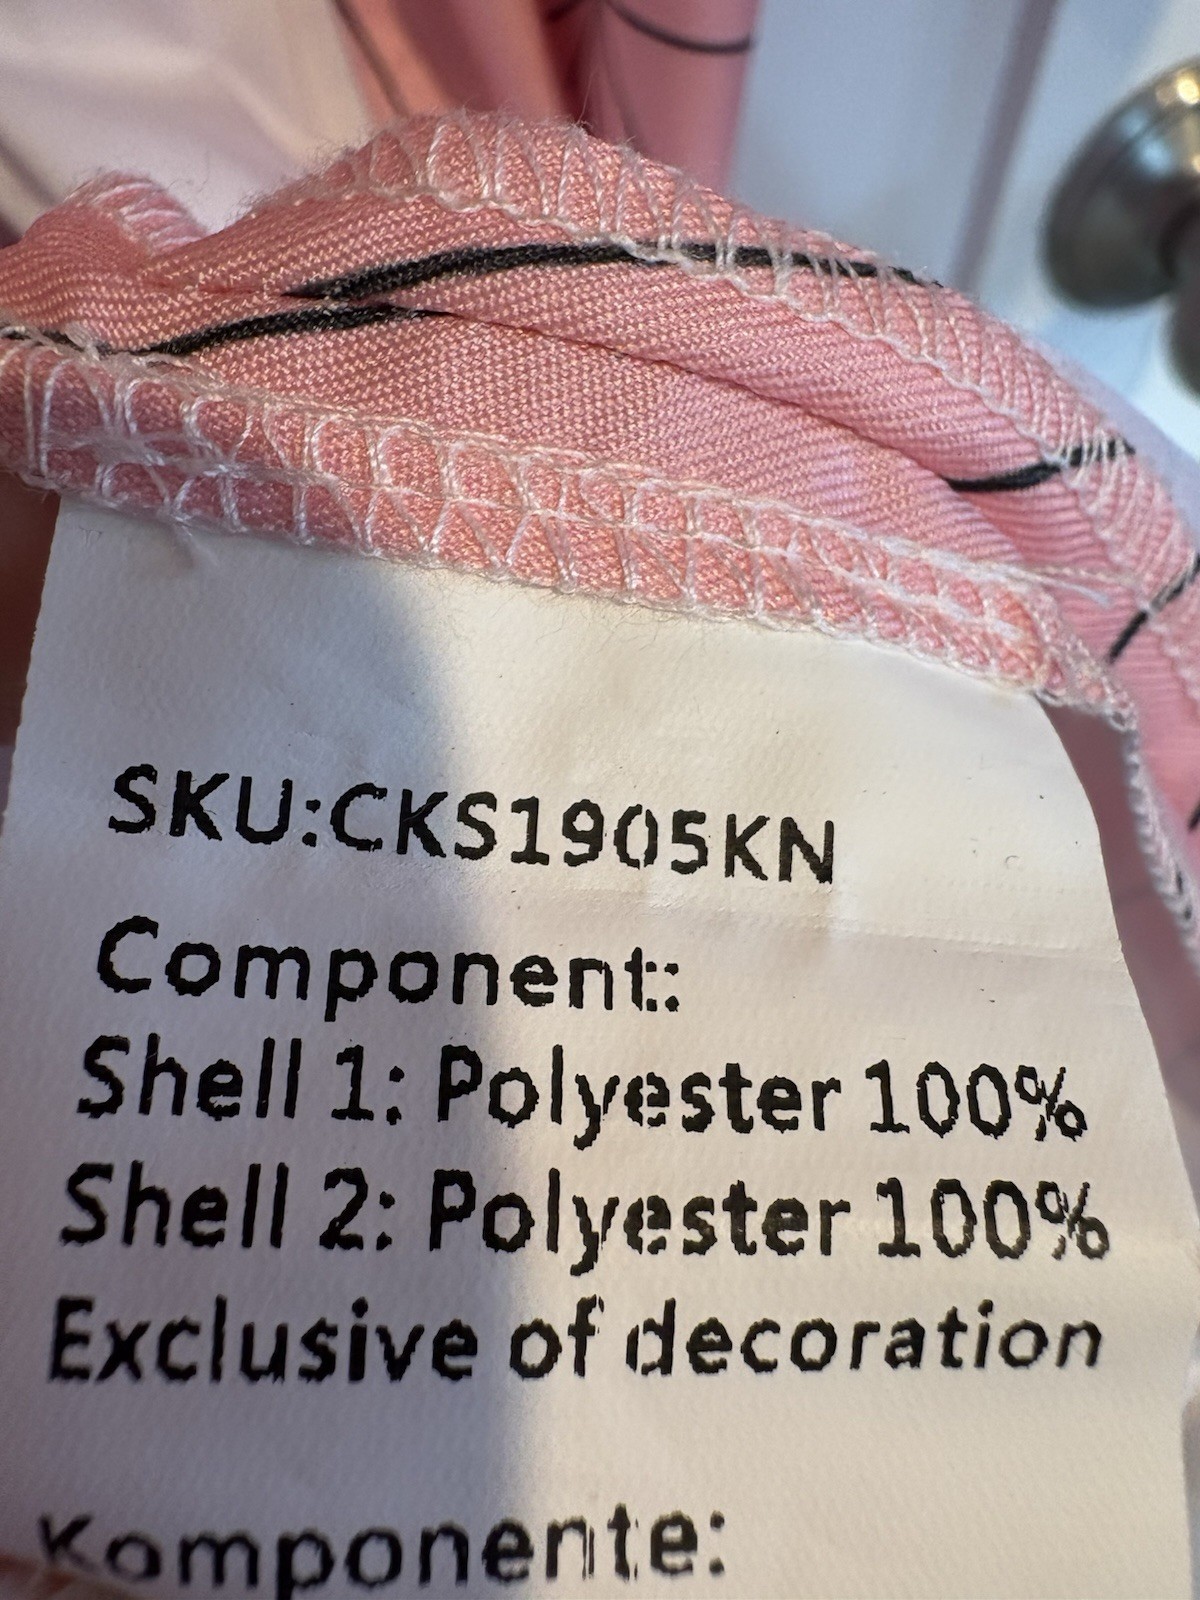 SKU:CKS1905KN
Component::
Shell 1: Polyester 100%
Shell 2: Polyester 100%
Exclusive of decoration
Komponente: